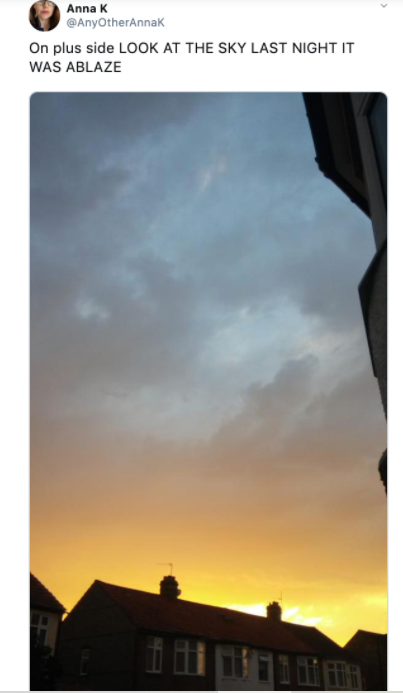 Anna K
@AnyOtherAnnaK
On plus side LOOK AT THE SKY LAST NIGHT IT
WAS ABLAZE